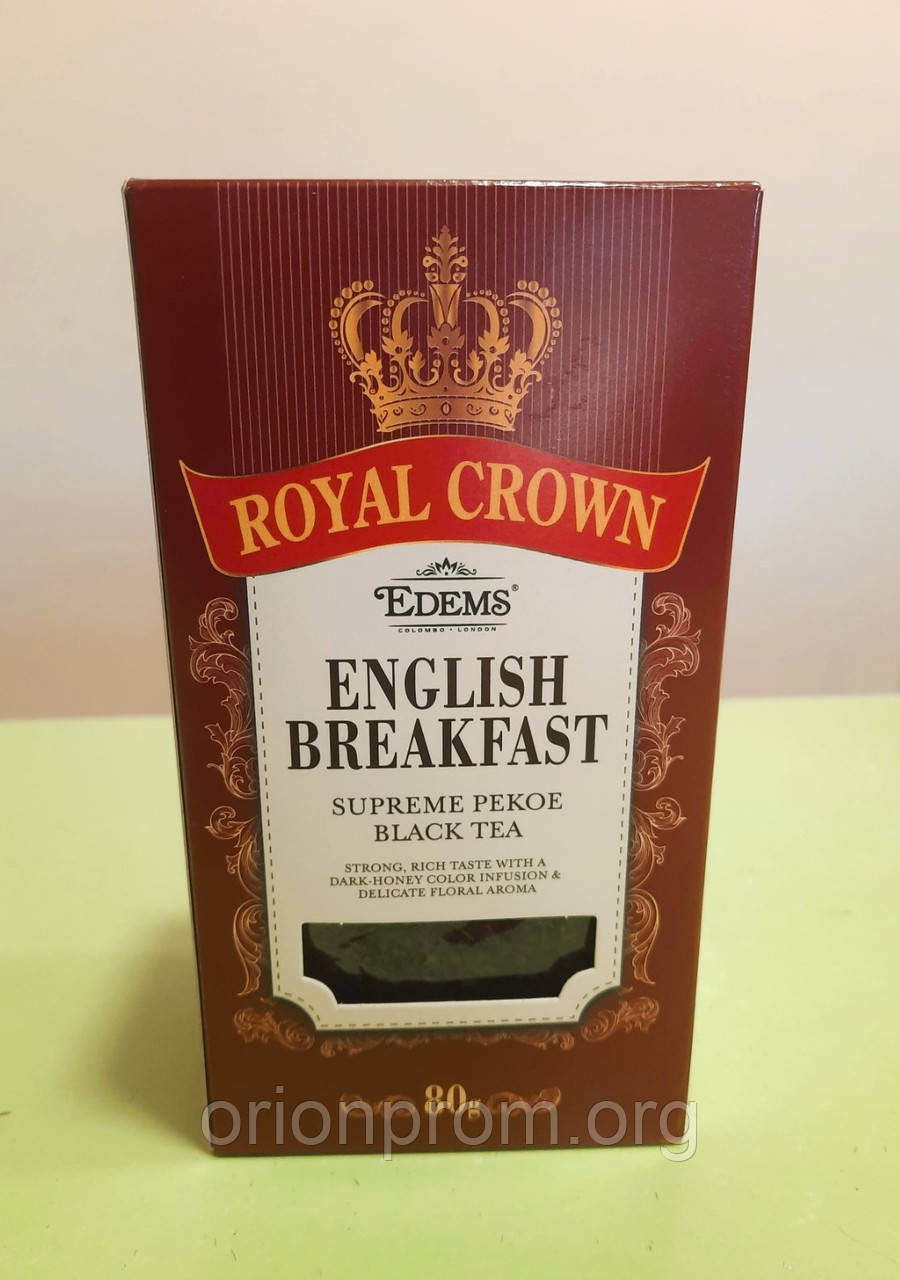 ROYAL CROWN
EDEMS®
COLOMBO • LONDON
ENGLISH
BREAKFAST
SUPREME PEKOE
BLACK TEA
STRONG, RICH TASTE WITH A
DARK-HONEY COLOR INFUSION &
DELICATE FLORAL AROMA
80g
orionprom.org